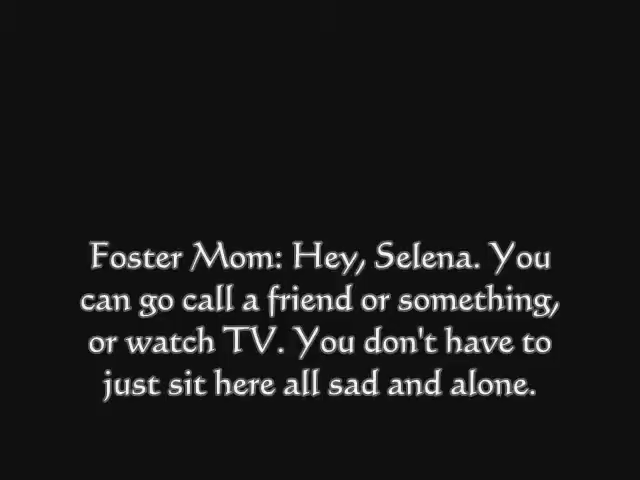 Foster Mom: Hey, Selena. You
can go call a friend or something,
or watch TV. You don't have to
just sit here all sad and alone.